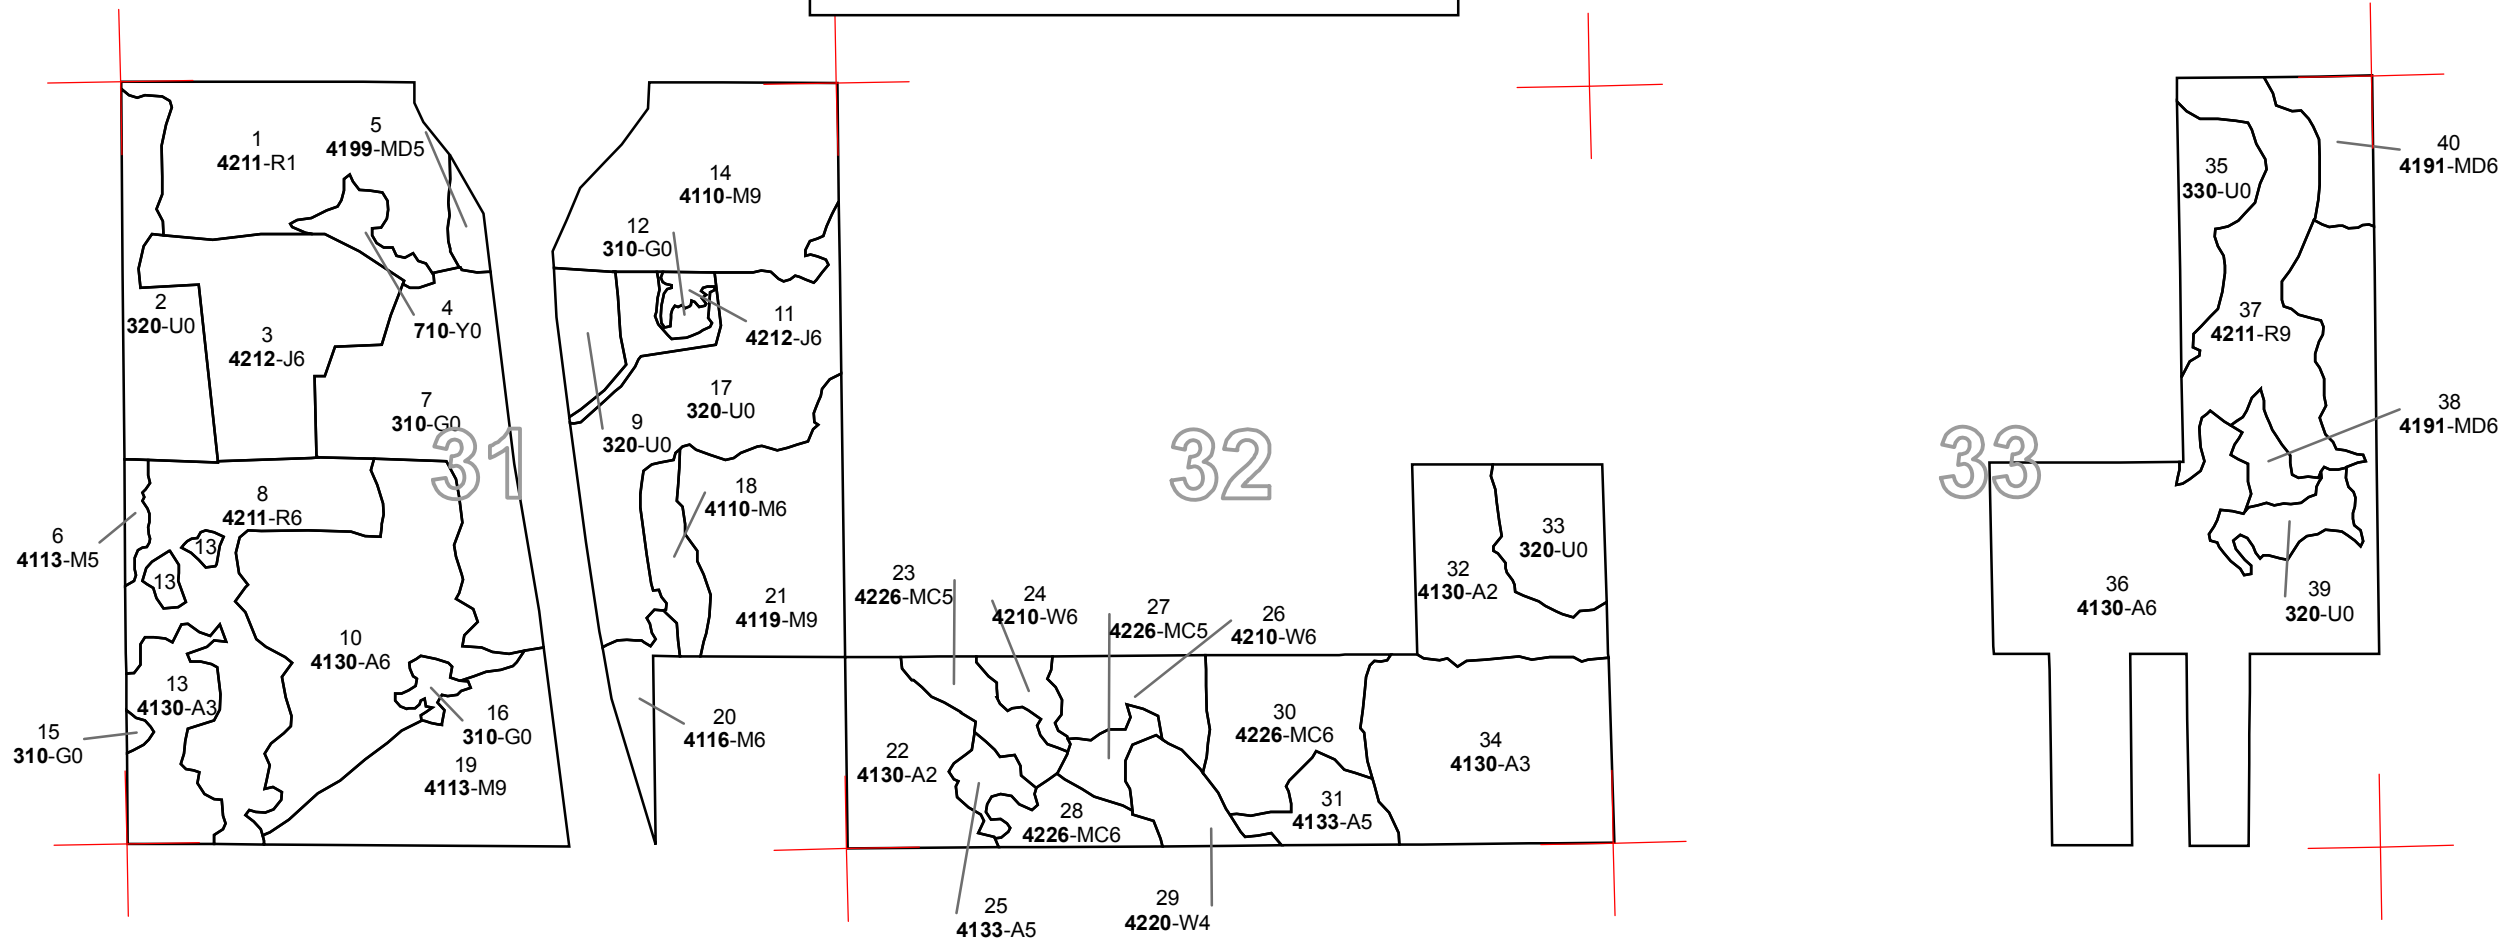 1
4211-R1
5
4199-MD5
14
4110-M9
12
310-G0
40
4191-MD6
35
330-U0
2
320-U0
3
4212-J6
4
710-Y0
11
4212-J6
37
4211-R9
7
310-G0
9
320-U0
17
320-U0
38
4191-MD6
31
32
33
8
4211-R6
18
4110-M6
6
4113-M5
13
13
33
320-U0
32
4130-A2
23
4226-MC5
24
4210-W6
27
4226-MC5
26
4210-W6
21
4119-M9
36
4130-A6
39
320-U0
10
4130-A6
13
4130-A3
15
310-G0
16
310-G0
19
4113-M9
20
4116-M6
22
4130-A2
30
4226-MC6
34
4130-A3
28
4226-MC6
31
4133-A5
25
4133-A5
29
4220-W4